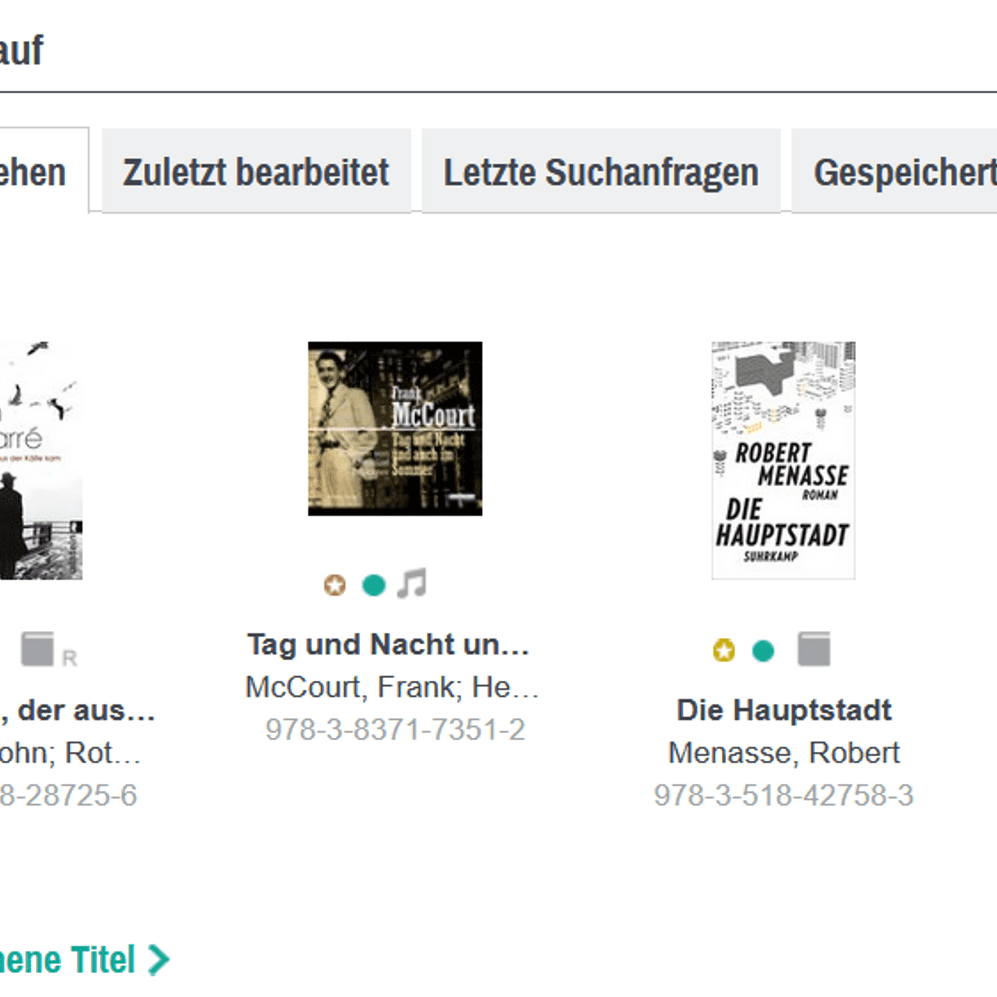 auf
ehen
Zuletzt bearbeitet
Letzte Suchanfragen
Gespeichert
arré
us der Kälte kam
Frank
McCourt
Tag und Nacht
und auch im
Sommer
ROBERT
MENASSE
ROMAN
DIE
HAUPTSTADT
SUHRKAMP
R
, der aus…
ohn; Rot…
8-28725-6
Tag und Nacht un…
McCourt, Frank; He…
978-3-8371-7351-2
Die Hauptstadt
Menasse, Robert
978-3-518-42758-3
nene Titel